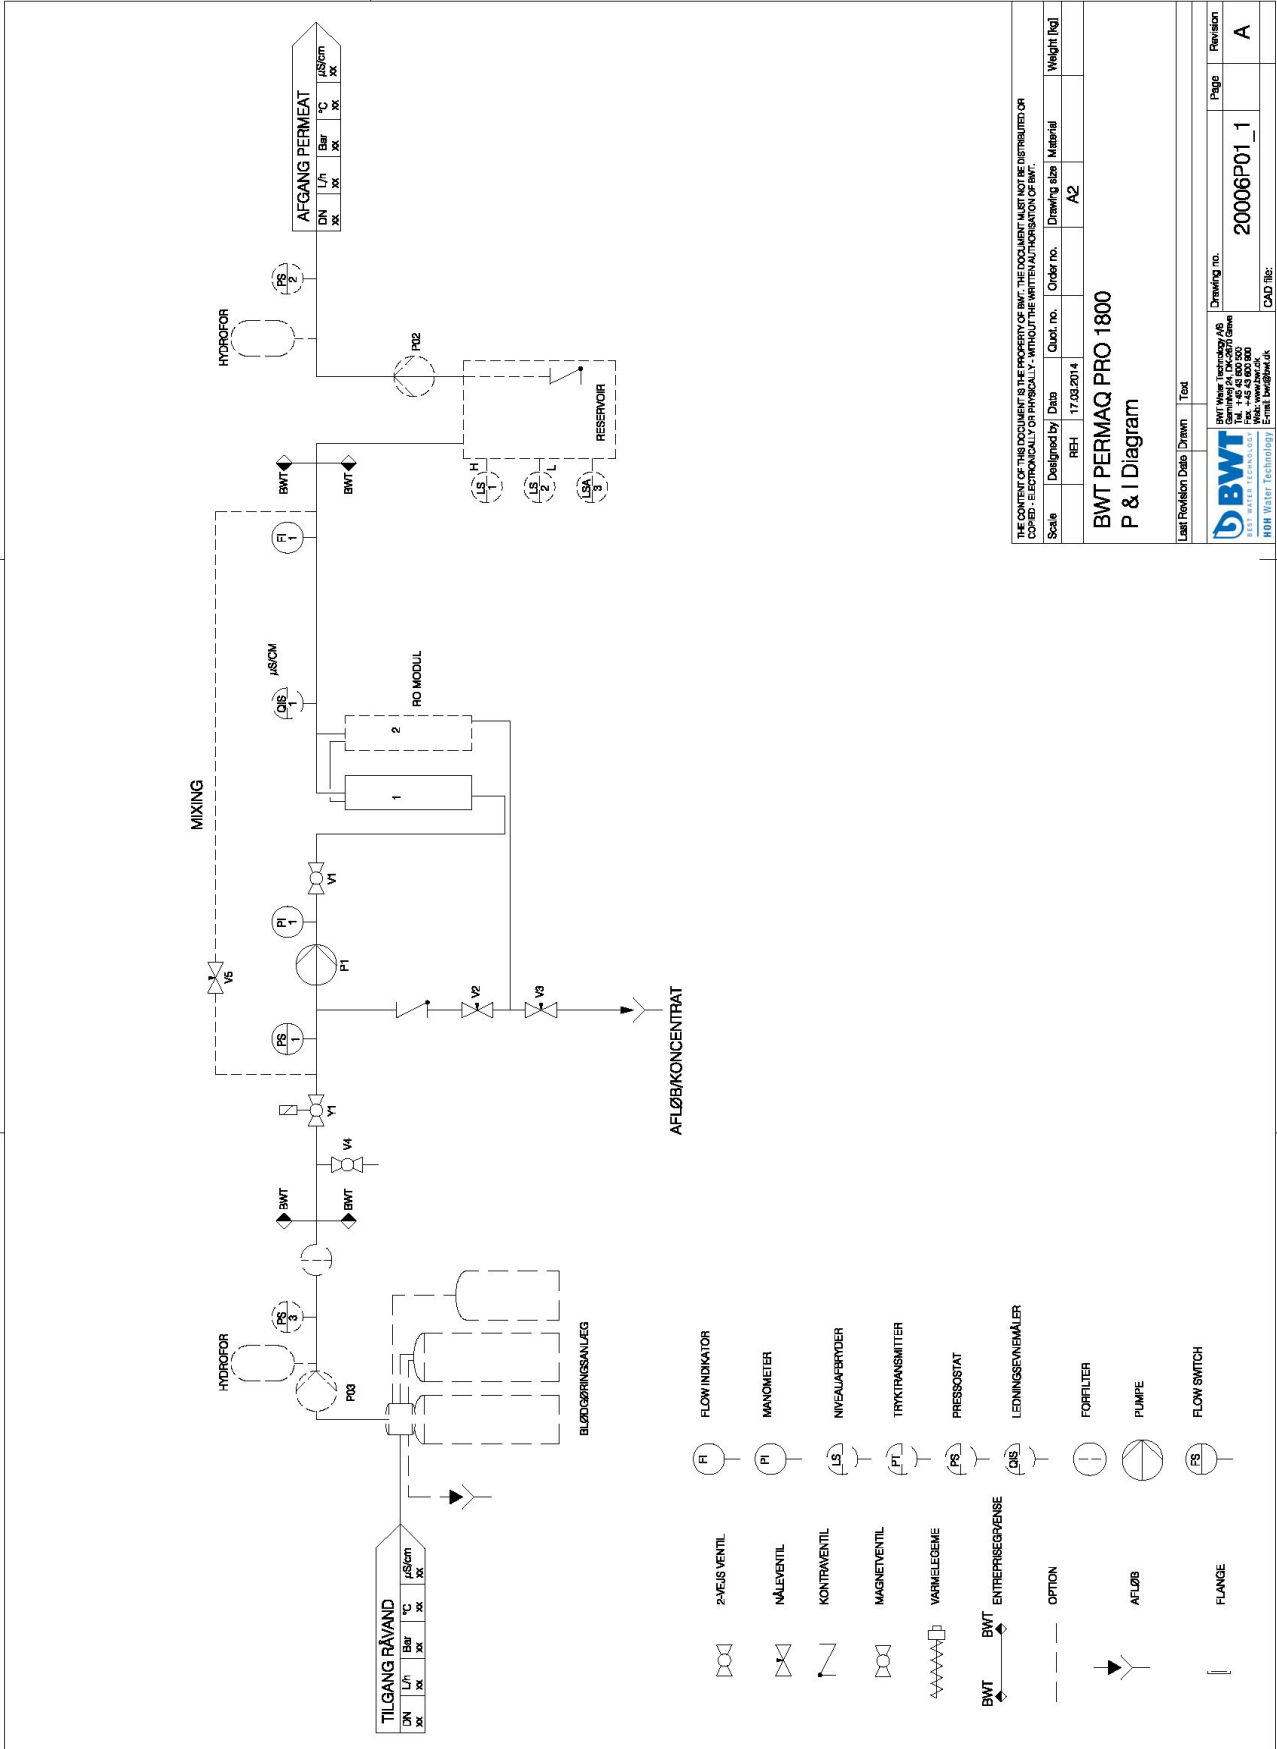 TILGANG RÅVAND
DN L/h Bar °C µS/cm
xx xx xx xx xx
BLØDGØRINGSANLÆG
P03
HYDROFOR
PS
3
BWT
BWT
V4
Y1
PS
1
V5
MIXING
P1
PI
1
V1
V2
V3
AFLØB/KONCENTRAT
1
2
RO MODUL
QIS
1
µS/CM
FI
1
BWT
BWT
LS
1
H
LS
2
L
LSA
3
RESERVOIR
P02
HYDROFOR
PS
2
AFGANG PERMEAT
DN L/h Bar °C µS/cm
xx xx xx xx xx
2-VEJS VENTIL
NÅLEVENTIL
KONTRAVENTIL
MAGNETVENTIL
VARMELEGEME
BWT BWT ENTREPRISEGRÆNSE
OPTION
AFLØB
FLANGE
FI FLOW INDIKATOR
PI MANOMETER
LS NIVEAUAFBRYDER
PT TRYKTRANSMITTER
PS PRESSOSTAT
QIS LEDNINGSEVNEMÅLER
FORFILTER
PUMPE
FS FLOW SWITCH
THE CONTENT OF THIS DOCUMENT IS THE PROPERTY OF BWT. THE DOCUMENT MUST NOT BE DISTRIBUTED OR
COPIED - ELECTRONICALLY OR PHYSICALLY - WITHOUT THE WRITTEN AUTHORISATION OF BWT.
Scale Designed by Date Quot. no. Order no. Drawing size Material Weight [kg]
REH 17.03.2014 A2
BWT PERMAQ PRO 1800
P & I Diagram
Last Revision Date Drawn Text
BWT
BEST WATER TECHNOLOGY
HOH Water Technology
BWT Water Technology A/S
Geminivej 24, DK-2670 Greve
Tel. +45 43 600 500
Fax. +45 43 600 900
Web: www.bwt.dk
E-mail: bwt@bwt.dk
Drawing no. Page Revision
20006P01_1 A
CAD file: